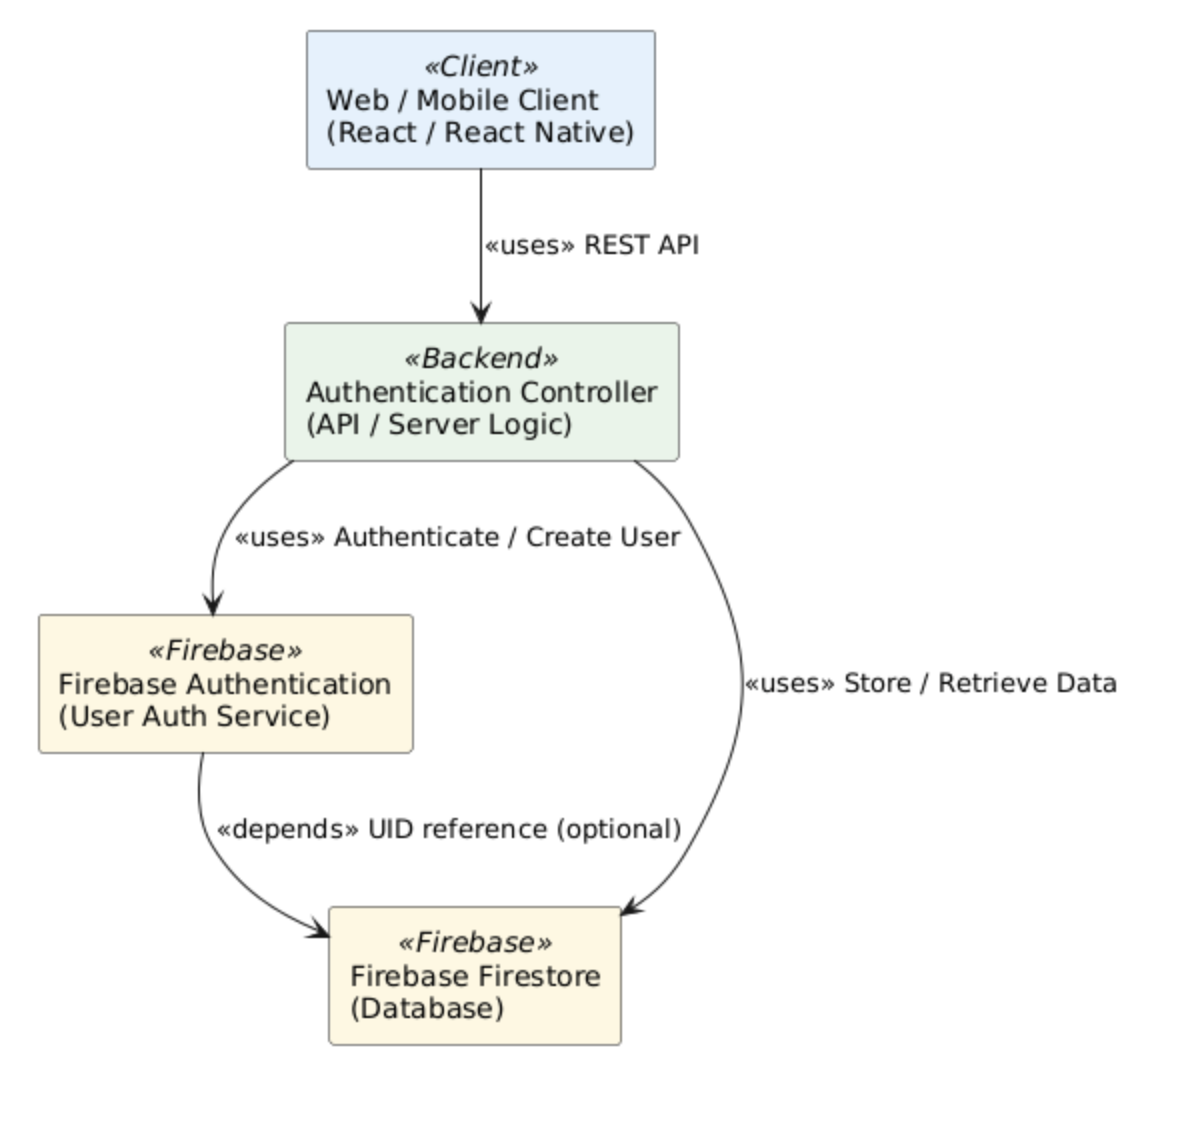 «Client»
Web / Mobile Client
(React / React Native)
«uses» REST API
«Backend»
Authentication Controller
(API / Server Logic)
«uses» Authenticate / Create User
«Firebase»
Firebase Authentication
(User Auth Service)
«uses» Store / Retrieve Data
«depends» UID reference (optional)
«Firebase»
Firebase Firestore
(Database)